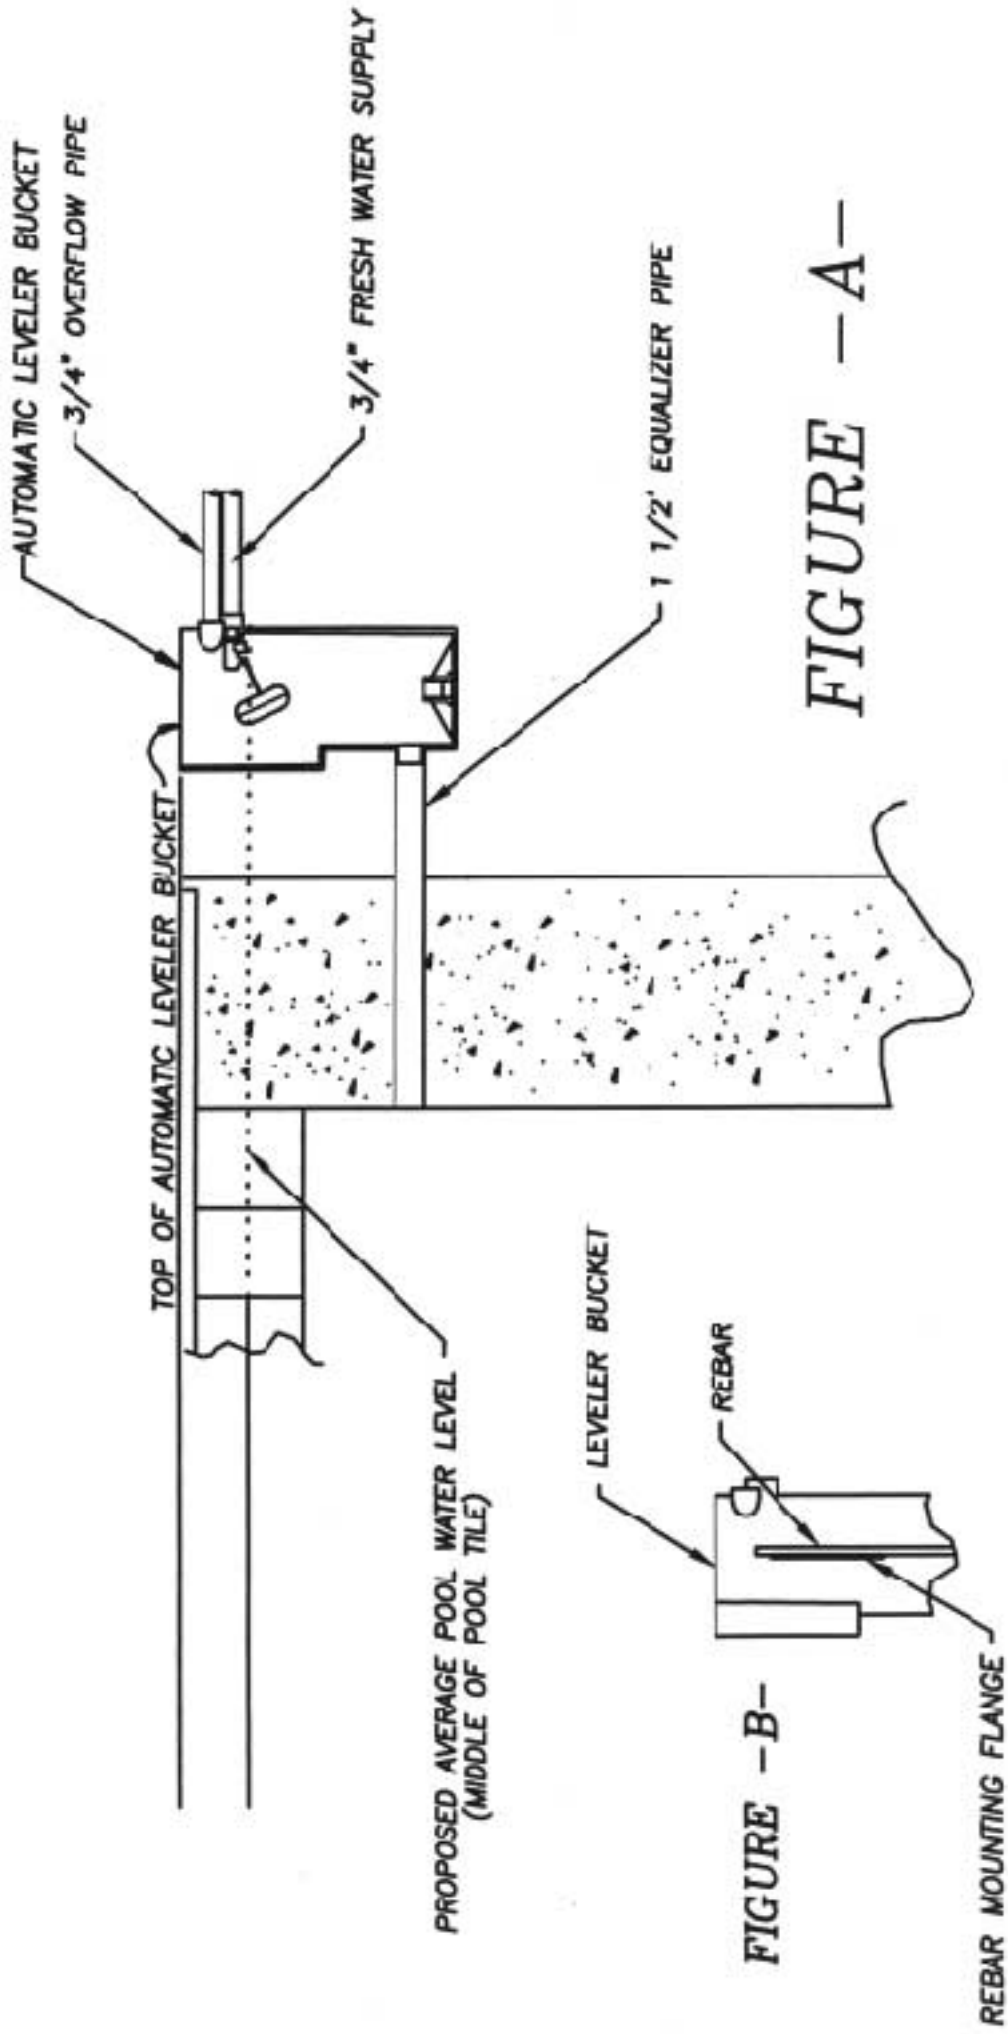 AUTOMATIC LEVELER BUCKET
3/4" OVERFLOW PIPE
3/4" FRESH WATER SUPPLY
TOP OF AUTOMATIC LEVELER BUCKET
1 1/2' EQUALIZER PIPE
PROPOSED AVERAGE POOL WATER LEVEL
(MIDDLE OF POOL TILE)
FIGURE -A-
LEVELER BUCKET
REBAR
FIGURE -B-
REBAR MOUNTING FLANGE